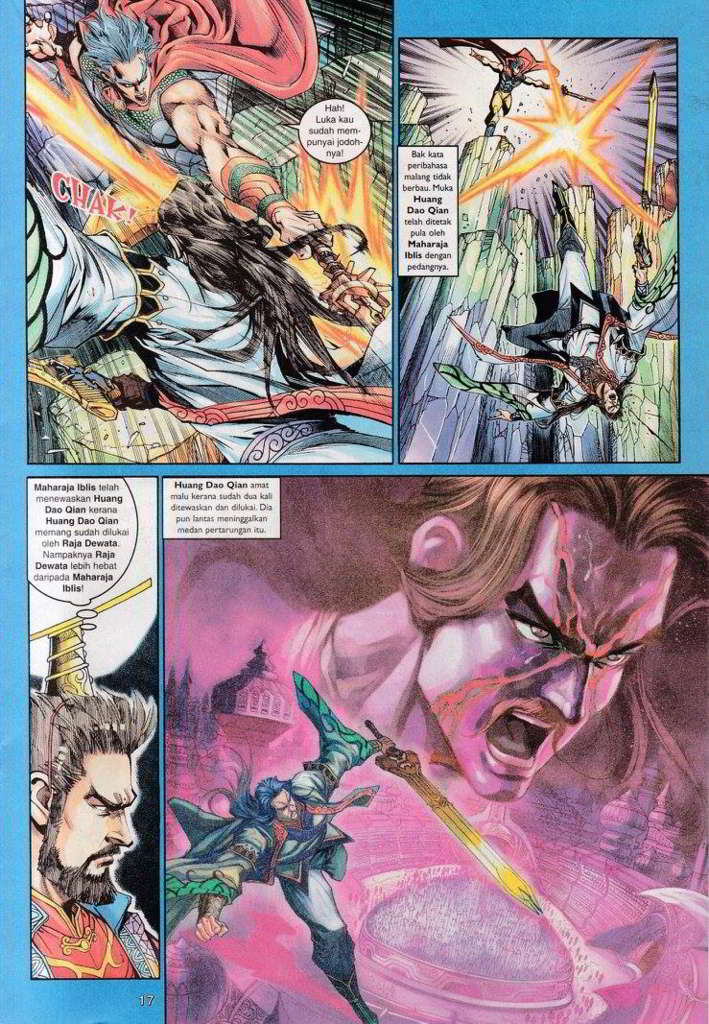 Hah!
Luka kau
sudah mem-
punyai jodoh-
nya!
CHAK!
Bak kata
peribahasa
malang tidak
berbau. Muka
Huang
Dao Qian
telah ditetak
pula oleh
Maharaja
Iblis dengan
pedangnya.
Maharaja Iblis telah
menewaskan Huang
Dao Qian kerana
Huang Dao Qian
memang sudah dilukai
oleh Raja Dewata.
Nampaknya Raja
Dewata lebih hebat
daripada Maharaja
Iblis!
Huang Dao Qian amat
malu kerana sudah dua kali
ditewaskan dan dilukai. Dia
pun lantas meninggalkan
medan pertarungan itu.
17